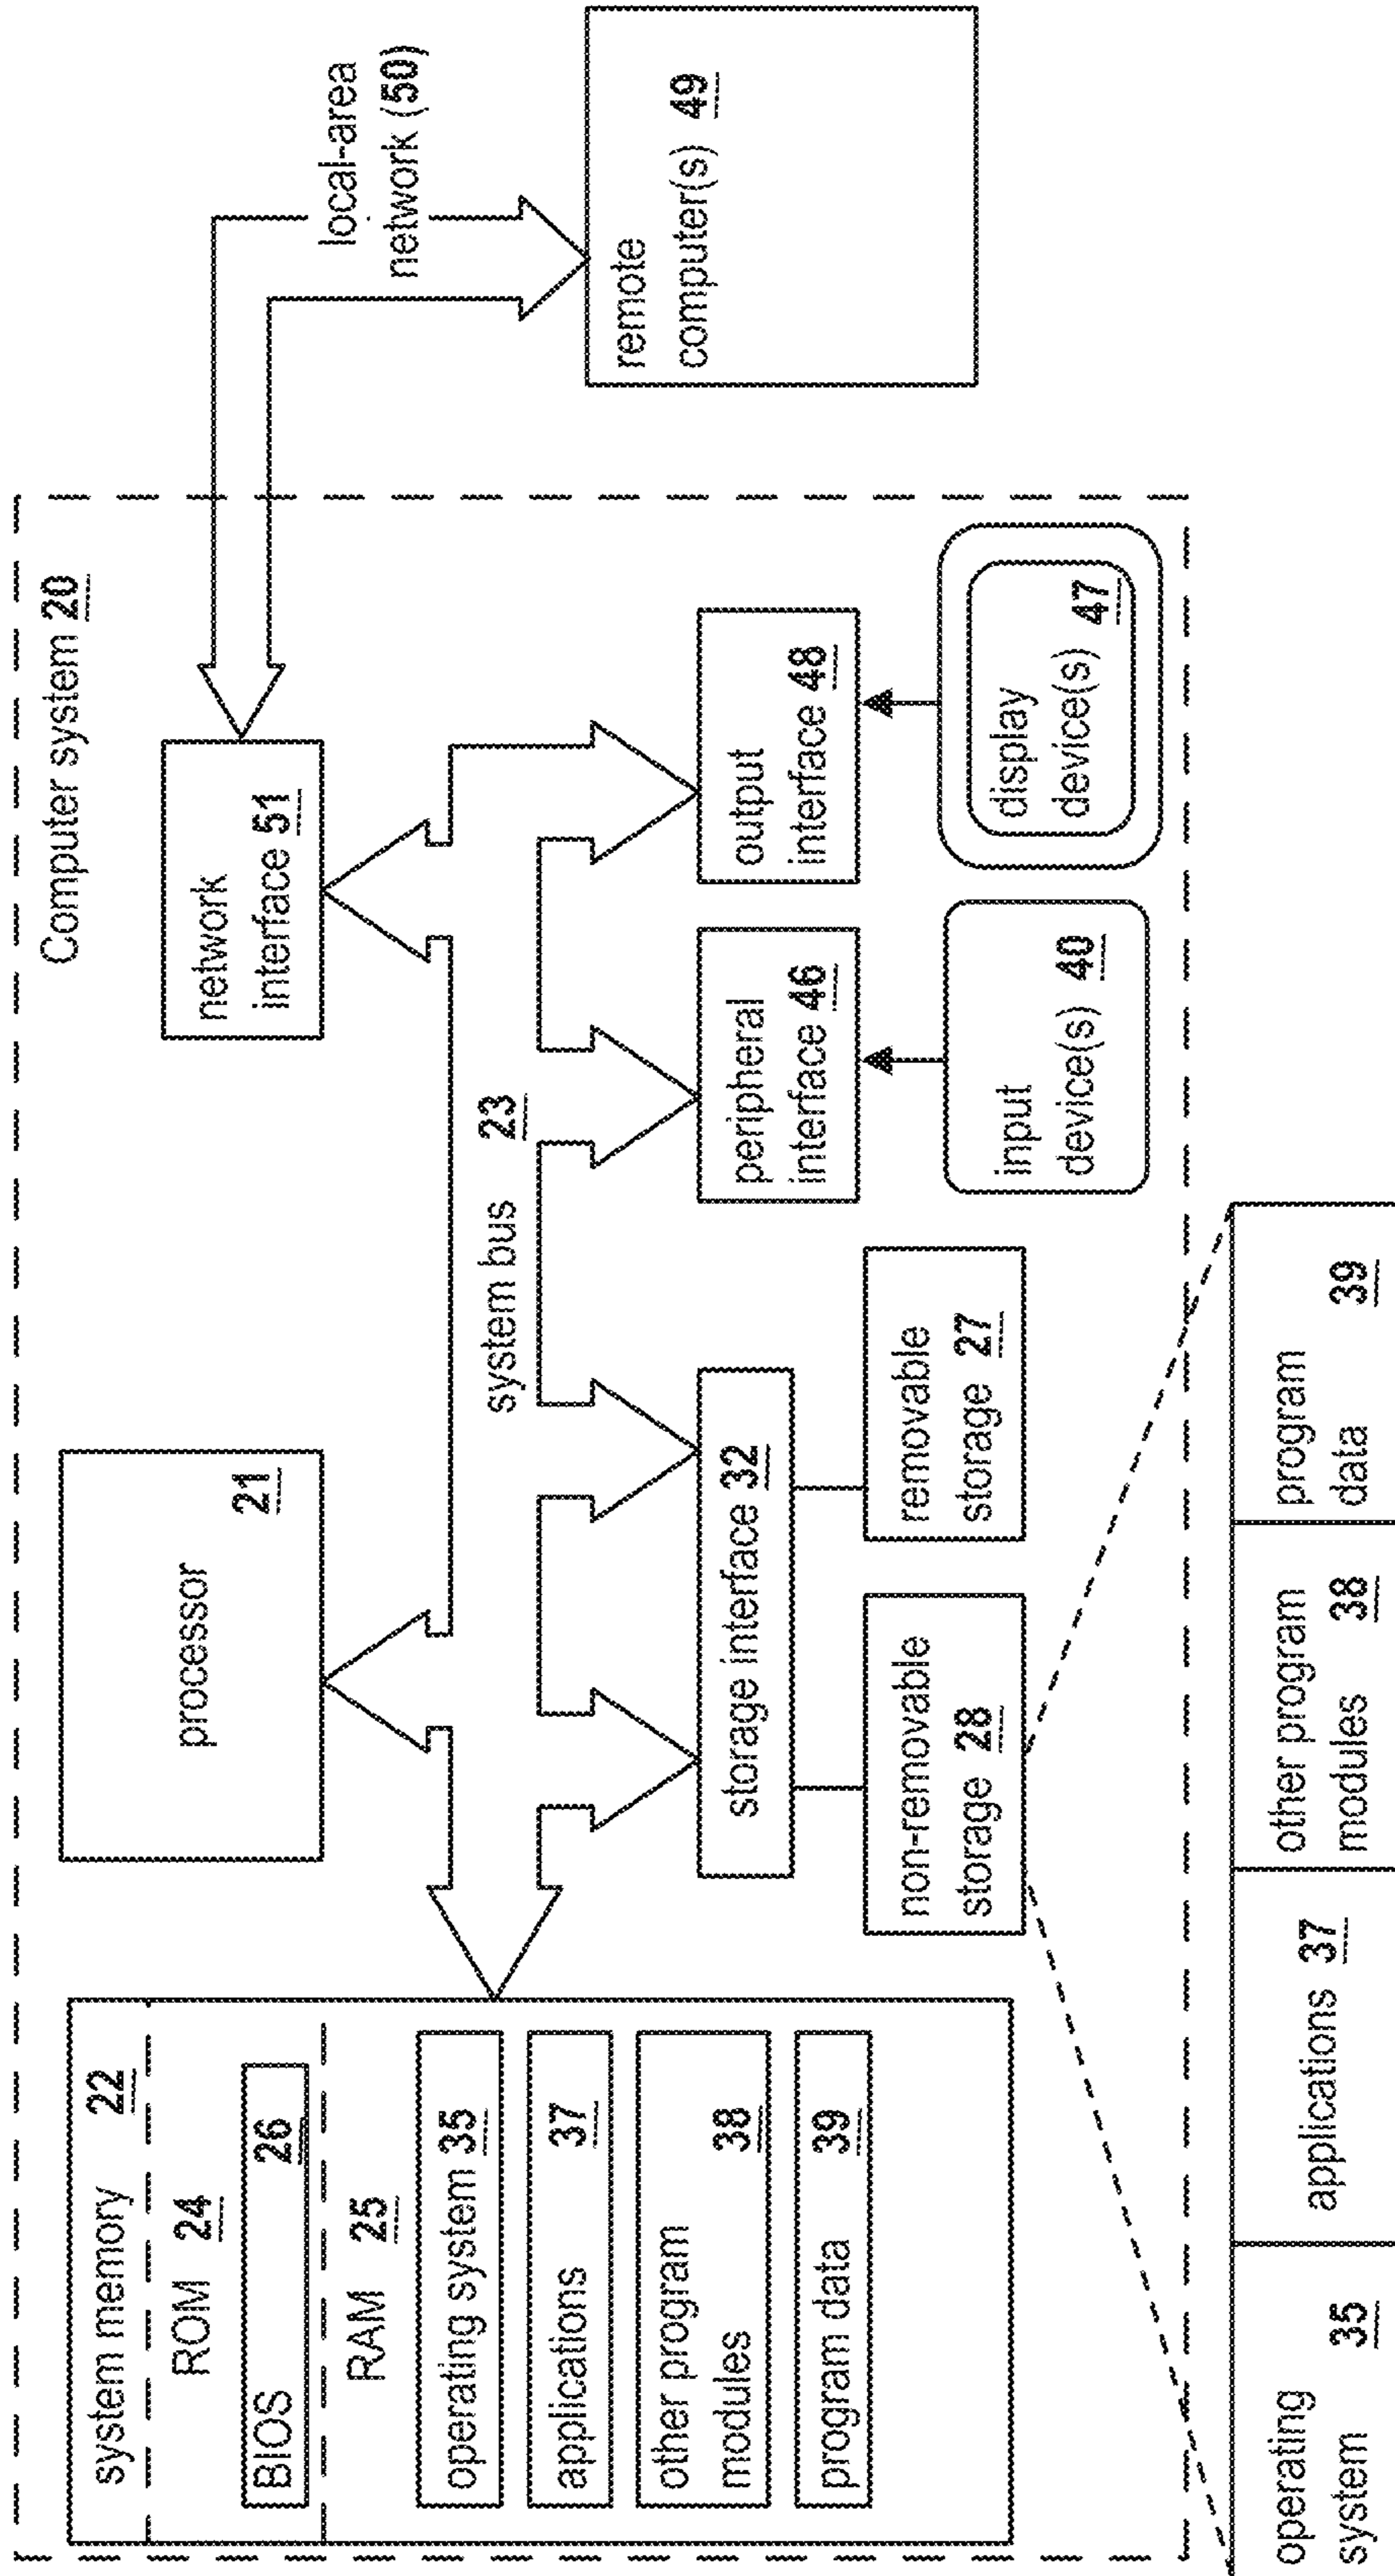 Computer system 20
system memory 22
ROM 24
BIOS 26
RAM 25
operating system 35
applications 37
other program
modules 38
program data 39
processor
21
network
interface 51
local-area
network (50)
system bus 23
storage interface 32
peripheral
interface 46
output
interface 48
remote
computer(s) 49
non-removable
storage 28
removable
storage 27
input
device(s) 40
display
device(s) 47
operating
system 35
applications 37
other program
modules 38
program
data 39